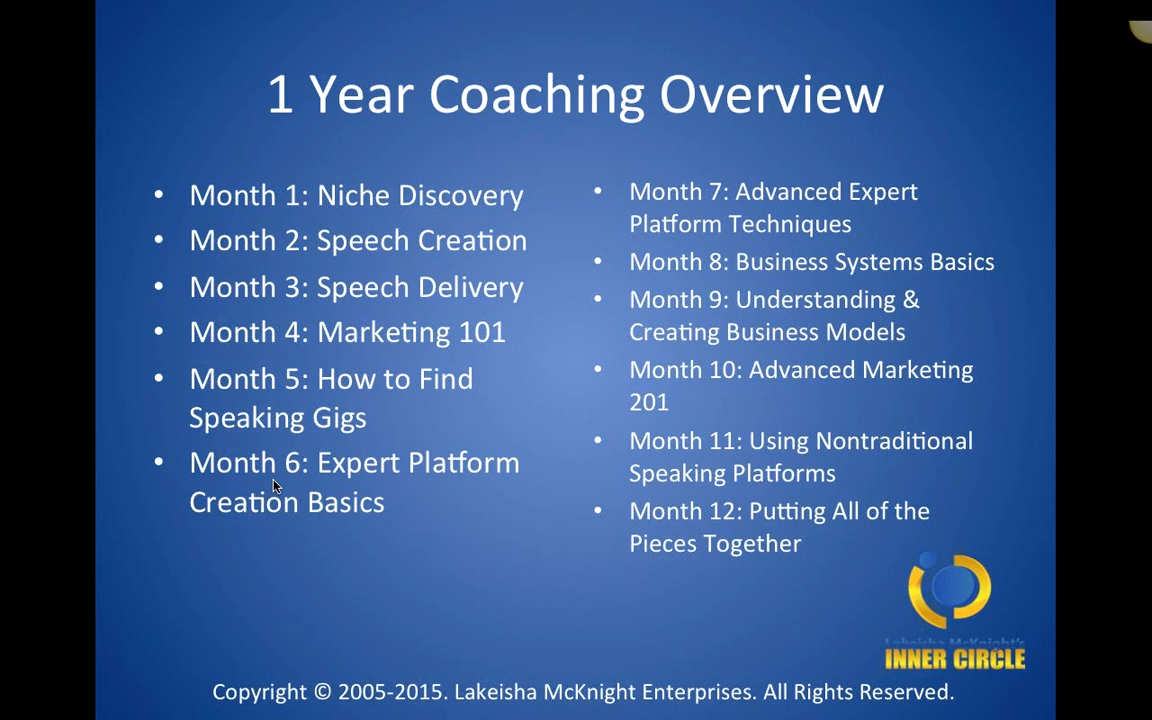 1 Year Coaching Overview
• Month 1: Niche Discovery
• Month 2: Speech Creation
• Month 3: Speech Delivery
• Month 4: Marketing 101
• Month 5: How to Find
Speaking Gigs
• Month 6: Expert Platform
Creation Basics
• Month 7: Advanced Expert
Platform Techniques
• Month 8: Business Systems Basics
• Month 9: Understanding &
Creating Business Models
• Month 10: Advanced Marketing
201
• Month 11: Using Nontraditional
Speaking Platforms
• Month 12: Putting All of the
Pieces Together
Lakeisha McKnight's
INNER CIRCLE
Copyright © 2005-2015. Lakeisha McKnight Enterprises. All Rights Reserved.